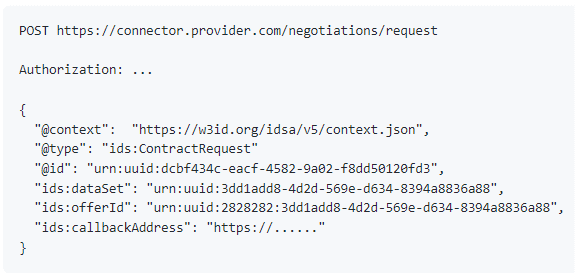 POST https://connector.provider.com/negotiations/request
Authorization: ...
{
"@context":  "https://w3id.org/idsa/v5/context.json",
"@type": "ids:ContractRequest"
"@id": "urn:uuid:dcbf434c-eacf-4582-9a02-f8dd50120fd3",
"ids:dataSet": "urn:uuid:3dd1add8-4d2d-569e-d634-8394a8836a88",
"ids:offerId": "urn:uuid:2828282:3dd1add8-4d2d-569e-d634-8394a8836a88",
"ids:callbackAddress": "https://......"
}